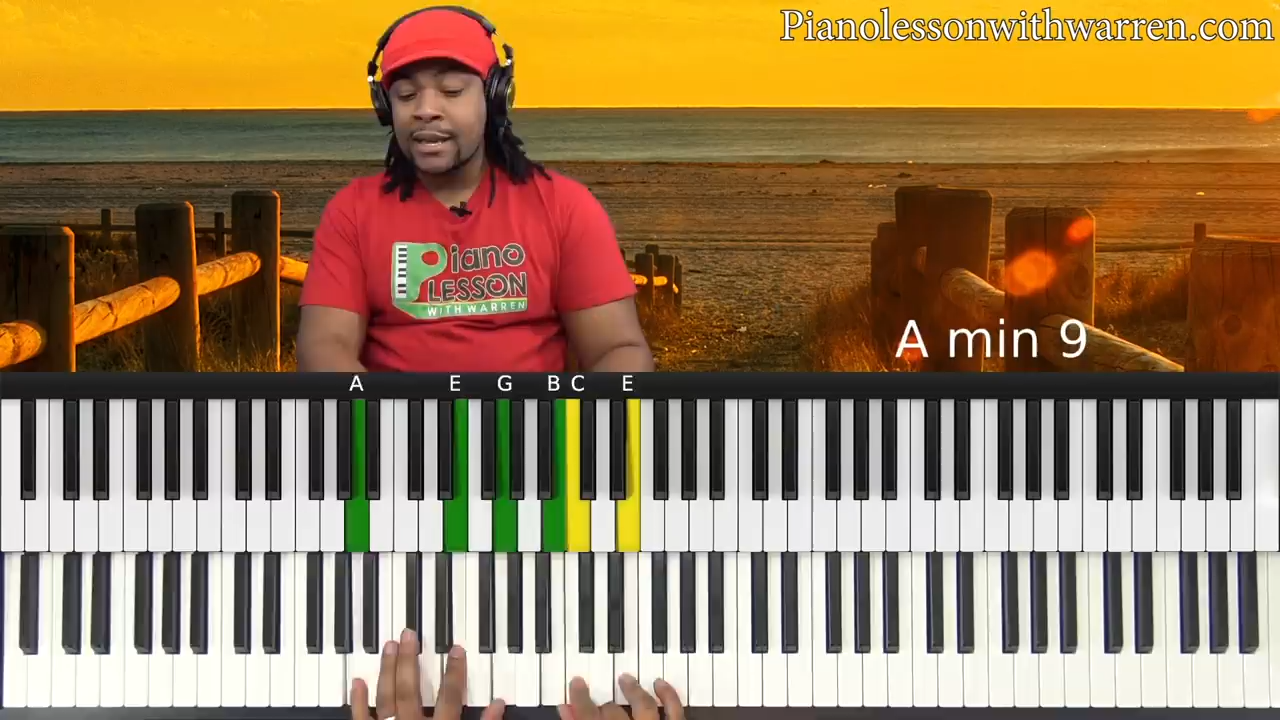 Pianolessonwithwarren.com
Piano
LESSON
WITH WARREN
A min 9
A E G B C E